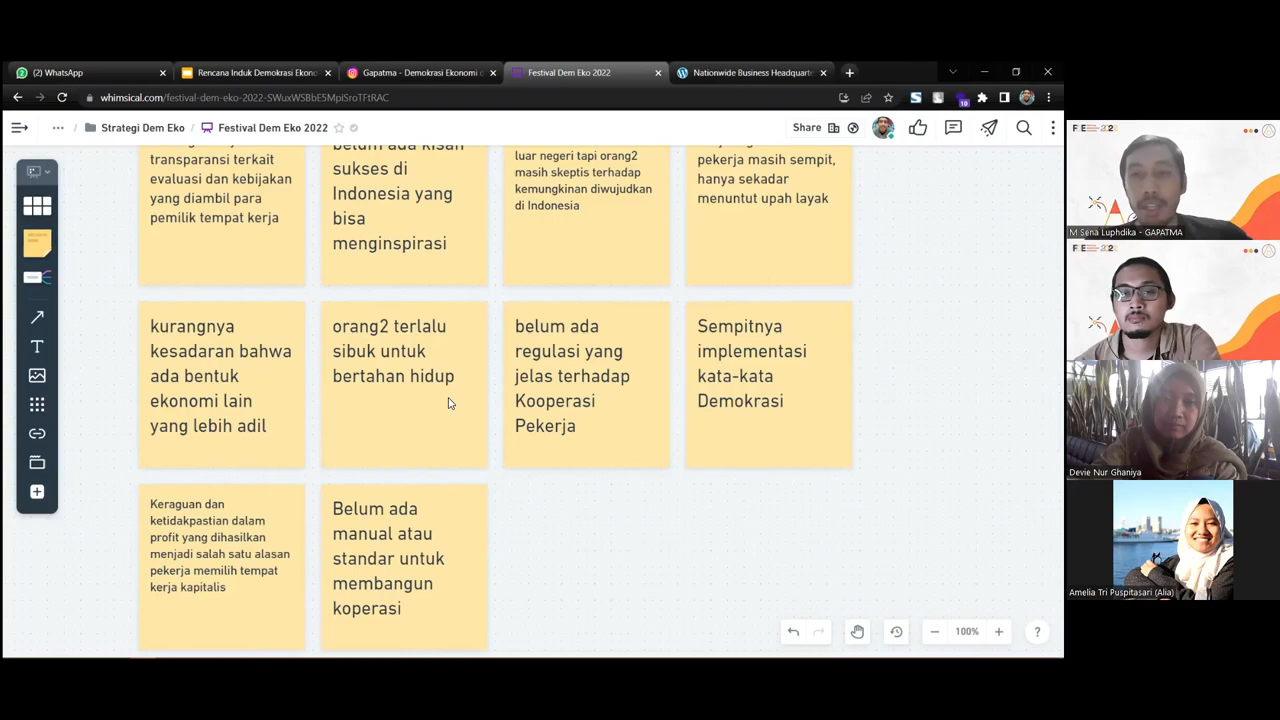 (2) WhatsApp
Rencana Induk Demokrasi Ekono
Gapatma - Demokrasi Ekonomi o
Festival Dem Eko 2022
Nationwide Business Headquarte
whimsical.com/festival-dem-eko-2022-SWuxWSBbE5MpiSroTFtRAC
10
... / Strategi Dem Eko / Festival Dem Eko 2022
Share
transparansi terkait
evaluasi dan kebijakan
yang diambil para
pemilik tempat kerja
belum ada kisah
sukses di
Indonesia yang
bisa
menginspirasi
luar negeri tapi orang2
masih skeptis terhadap
kemungkinan diwujudkan
di Indonesia
pekerja masih sempit,
hanya sekadar
menuntut upah layak
kurangnya
kesadaran bahwa
ada bentuk
ekonomi lain
yang lebih adil
orang2 terlalu
sibuk untuk
bertahan hidup
belum ada
regulasi yang
jelas terhadap
Kooperasi
Pekerja
Sempitnya
implementasi
kata-kata
Demokrasi
Keraguan dan
ketidakpastian dalam
profit yang dihasilkan
menjadi salah satu alasan
pekerja memilih tempat
kerja kapitalis
Belum ada
manual atau
standar untuk
membangun
koperasi
100%
?
M Sena Luphdika - GAPATMA
Devie Nur Ghaniya
Amelia Tri Puspitasari (Alia)